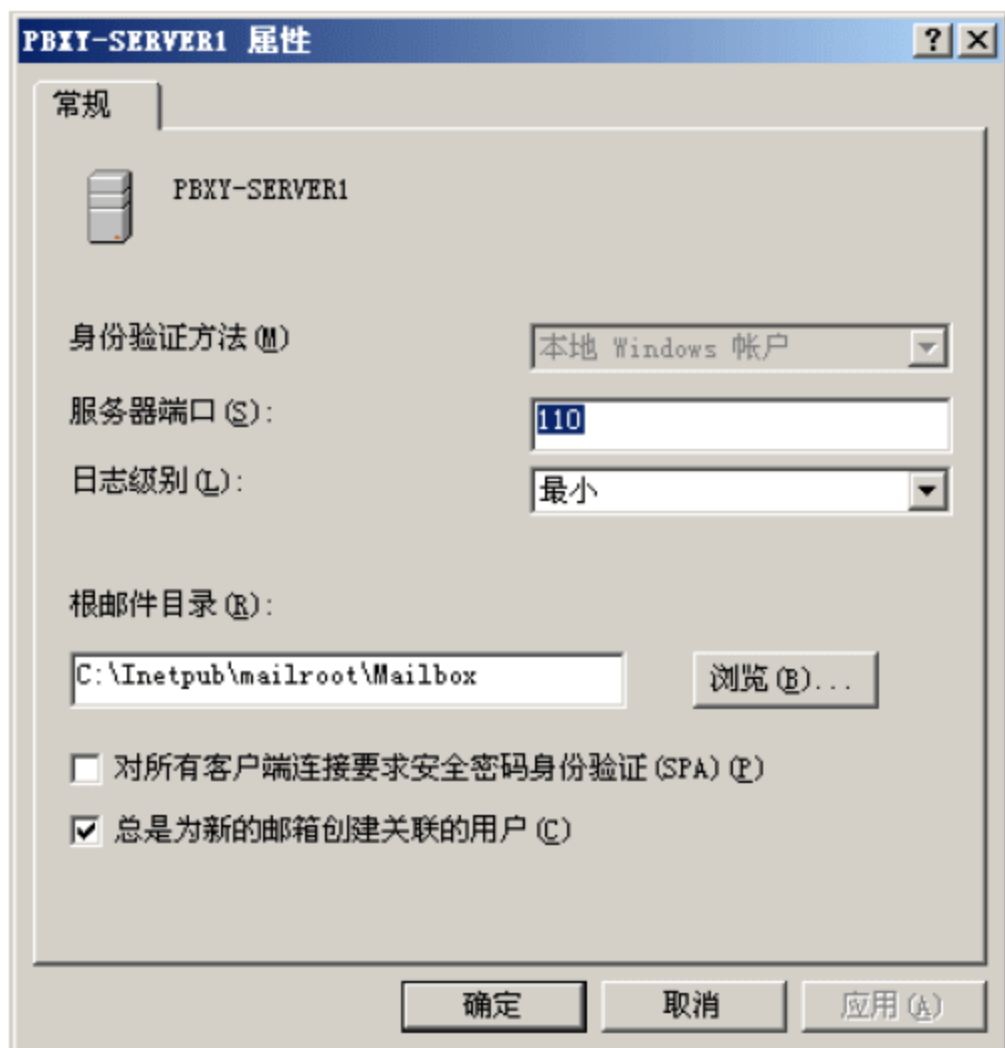 PBXY-SERVER1 属性
常规
PBXY-SERVER1
身份验证方法(M) 本地 Windows 帐户
服务器端口(S): 110
日志级别(L): 最小
根邮件目录(R):
C:\Inetpub\mailroot\Mailbox 浏览(B)...
对所有客户端连接要求安全密码身份验证(SPA)(P)
总是为新的邮箱创建关联的用户(C)
确定 取消 应用(A)